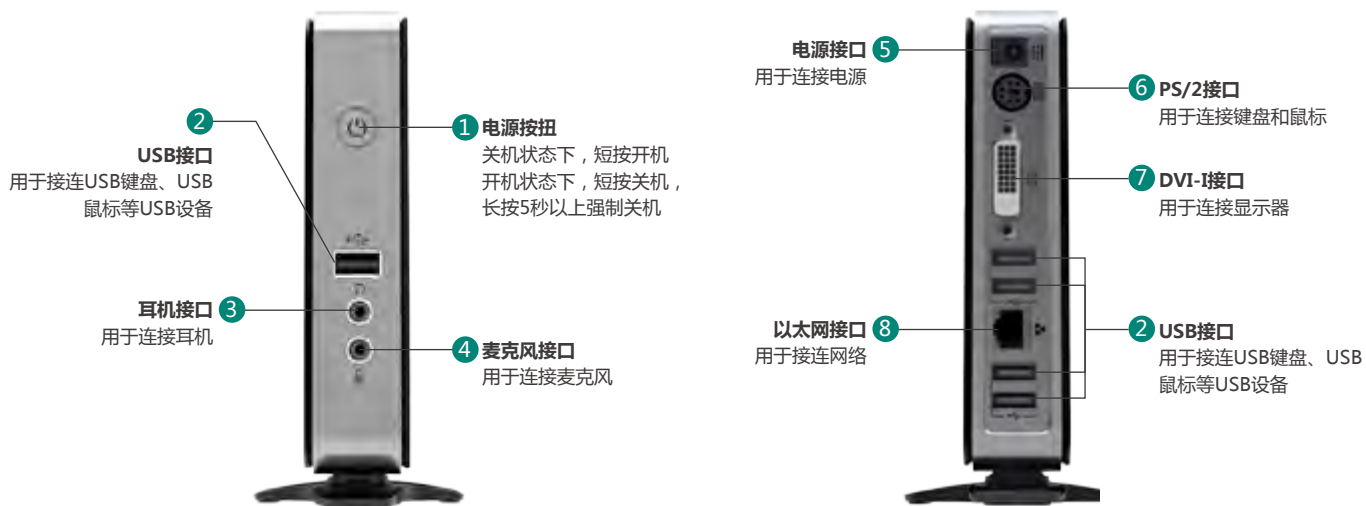 2
USB接口
用于接连USB键盘、USB
鼠标等USB设备
1 电源按扭
关机状态下，短按开机
开机状态下，短按关机，
长按5秒以上强制关机
耳机接口 3
用于连接耳机
4 麦克风接口
用于连接麦克风
电源接口 5
用于连接电源
6 PS/2接口
用于连接键盘和鼠标
7 DVI-I接口
用于连接显示器
以太网接口 8
用于接连网络
2 USB接口
用于接连USB键盘、USB
鼠标等USB设备